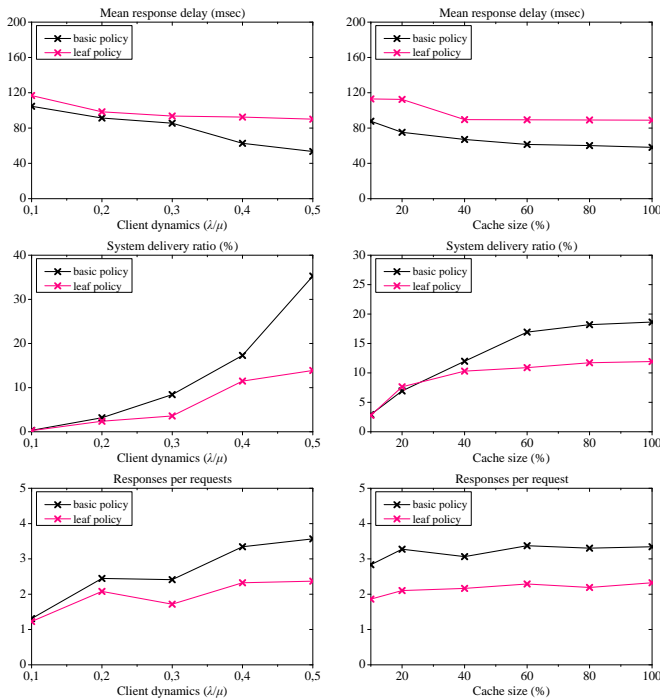 Mean response delay (msec)
basic policy
leaf policy
200
160
120
80
40
0
0,1 0,2 0,3 0,4 0,5
Client dynamics (λ/μ)
Mean response delay (msec)
basic policy
leaf policy
200
160
120
80
40
0
20 40 60 80 100
Cache size (%)
System delivery ratio (%)
basic policy
leaf policy
40
30
20
10
0
0,1 0,2 0,3 0,4 0,5
Client dynamics (λ/μ)
System delivery ratio (%)
basic policy
leaf policy
30
25
20
15
10
5
0
20 40 60 80 100
Cache size (%)
Responses per requests
basic policy
leaf policy
5
4
3
2
1
0
0,1 0,2 0,3 0,4 0,5
Client dynamics (λ/μ)
Responses per request
basic policy
leaf policy
5
4
3
2
1
0
20 40 60 80 100
Cache size (%)